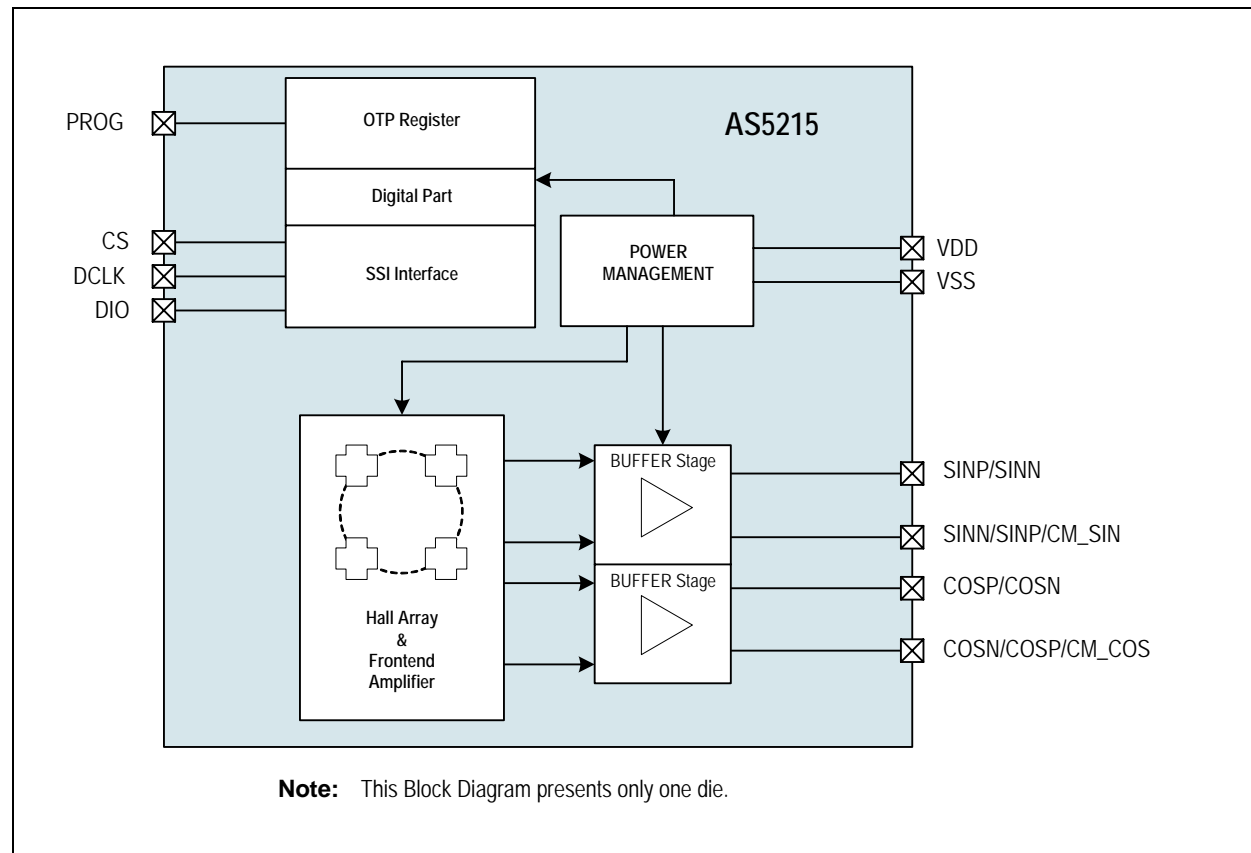 AS5215
PROG
OTP Register
Digital Part
CS
DCLK
DIO
SSI Interface
POWER
MANAGEMENT
VDD
VSS
BUFFER Stage
BUFFER Stage
Hall Array
&
Frontend
Amplifier
SINP/SINN
SINN/SINP/CM_SIN
COSP/COSN
COSN/COSP/CM_COS
Note: This Block Diagram presents only one die.